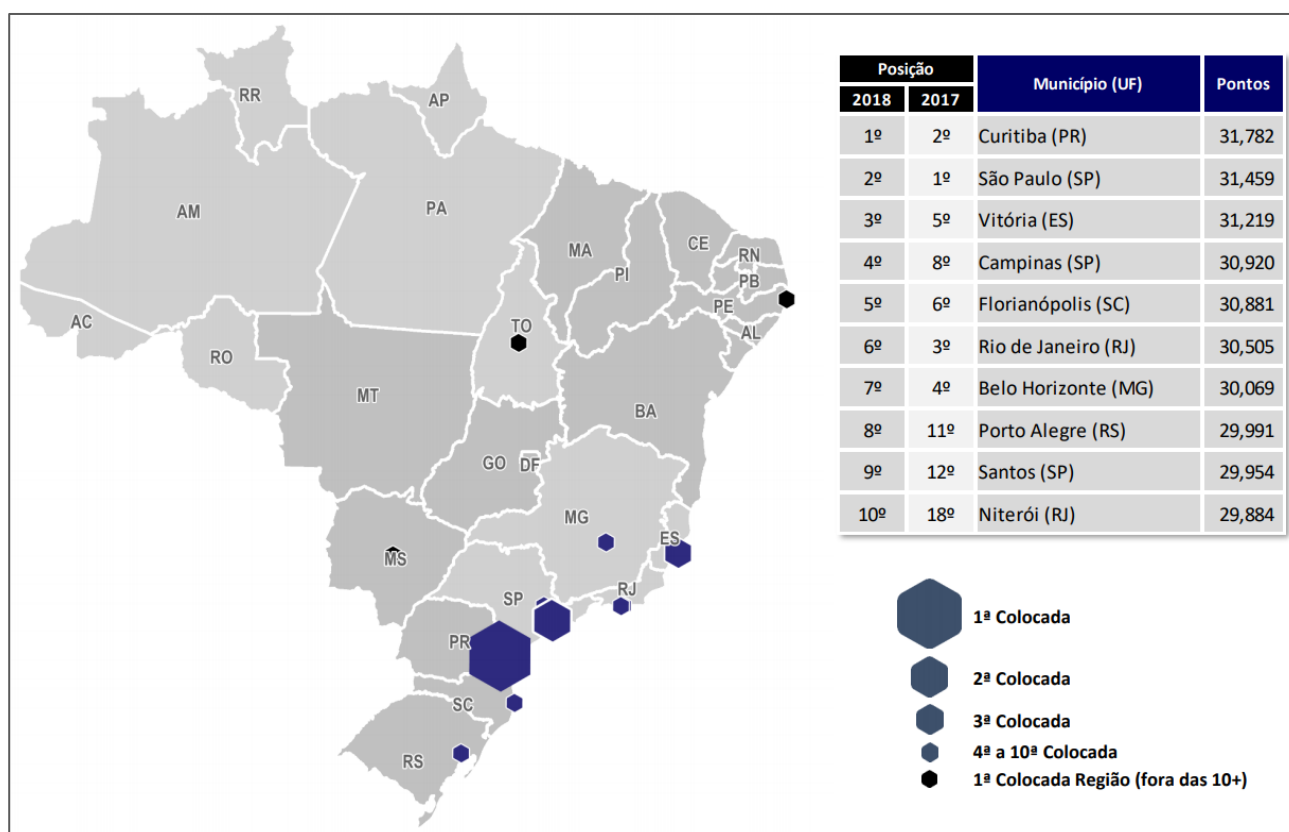 RR
AP
AM
PA
MA
CE
RN
PB
PI
PE
AL
AC
TO
RO
MT
BA
GO
DF
MG
ES
MS
SP
RJ
PR
SC
RS
Posição
Município (UF)
Pontos
2018 2017
1º 2º Curitiba (PR) 31,782
2º 1º São Paulo (SP) 31,459
3º 5º Vitória (ES) 31,219
4º 8º Campinas (SP) 30,920
5º 6º Florianópolis (SC) 30,881
6º 3º Rio de Janeiro (RJ) 30,505
7º 4º Belo Horizonte (MG) 30,069
8º 11º Porto Alegre (RS) 29,991
9º 12º Santos (SP) 29,954
10º 18º Niterói (RJ) 29,884
1ª Colocada
2ª Colocada
3ª Colocada
4ª a 10ª Colocada
1ª Colocada Região (fora das 10+)